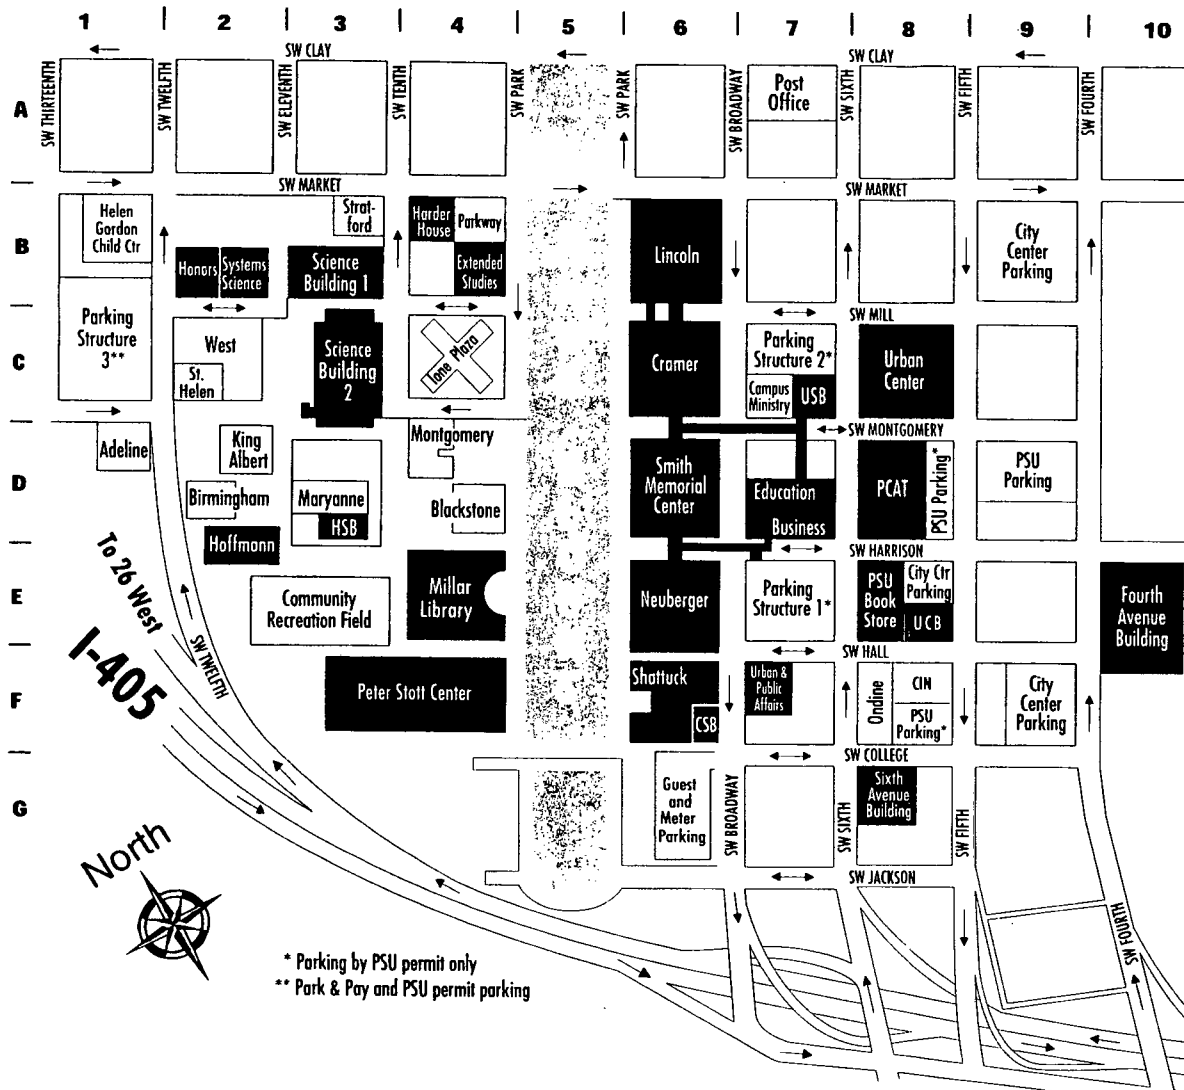 1 2 3 4 5 6 7 8 9 10
SW CLAY
SW CLAY
A
SW THIRTEENTH
SW TWELFTH
SW ELEVENTH
SW TENTH
SW PARK
SW PARK
SW BROADWAY
Post
Office
SW SIXTH
SW FIFTH
SW FOURTH
SW MARKET
SW MARKET
B
Helen
Gordon
Child Ctr
Honors
Systems
Science
Strat-
ford
Science
Building 1
Harder
House
Parkway
Extended
Studies
Lincoln
City
Center
Parking
SW MILL
C
Parking
Structure
3**
West
St.
Helen
Science
Building
2
Tone Plaza
Cramer
Parking
Structure 2*
Campus
Ministry
USB
Urban
Center
SW MONTGOMERY
D
Adeline
King
Albert
Birmingham
Hoffmann
Maryanne
HSB
Montgomery
Blackstone
Smith
Memorial
Center
Education
Business
PCAT
PSU Parking*
PSU
Parking
SW HARRISON
E
To 26 West
I-405
SW TWELFTH
Community
Recreation Field
Millar
Library
Neuberger
Parking
Structure 1*
PSU
Book
Store
City Ctr
Parking
UCB
Fourth
Avenue
Building
SW HALL
F
Peter Stott Center
Shattuck
CSB
Urban &
Public
Affairs
Ondine
CIN
PSU
Parking*
City
Center
Parking
SW COLLEGE
G
Guest
and
Meter
Parking
SW BROADWAY
SW SIXTH
Sixth
Avenue
Building
SW FIFTH
SW JACKSON
SW FOURTH
North
* Parking by PSU permit only
** Park & Pay and PSU permit parking